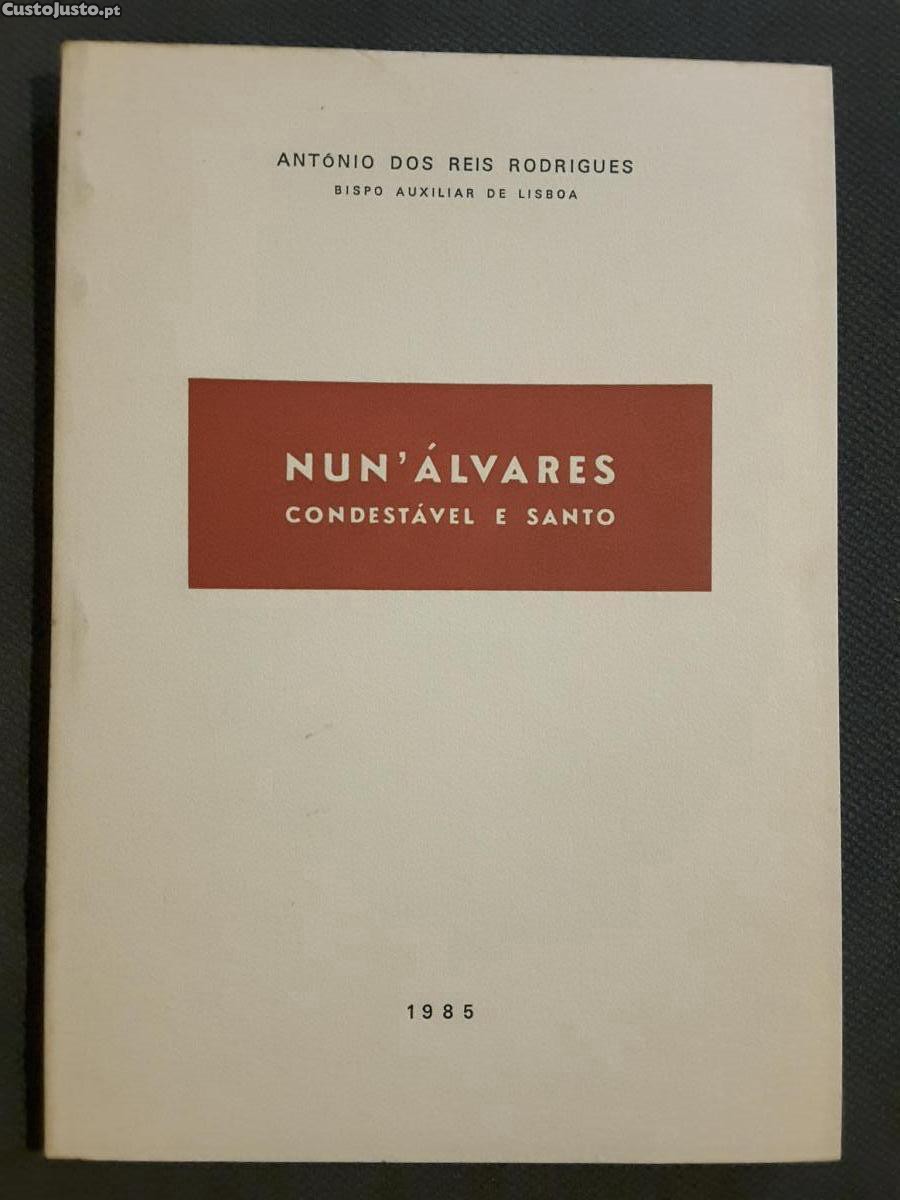 CustoJusto.pt
ANTÓNIO DOS REIS RODRIGUES
BISPO AUXILIAR DE LISBOA
NUN'ÁLVARES
CONDESTÁVEL E SANTO
1985